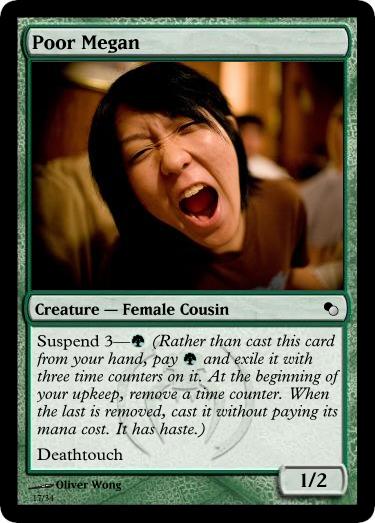 Poor Megan
Creature — Female Cousin
Suspend 3— (Rather than cast this card
from your hand, pay and exile it with
three time counters on it. At the beginning of
your upkeep, remove a time counter. When
the last is removed, cast it without paying its
mana cost. It has haste.)
Deathtouch
1/2
Oliver Wong
17/34